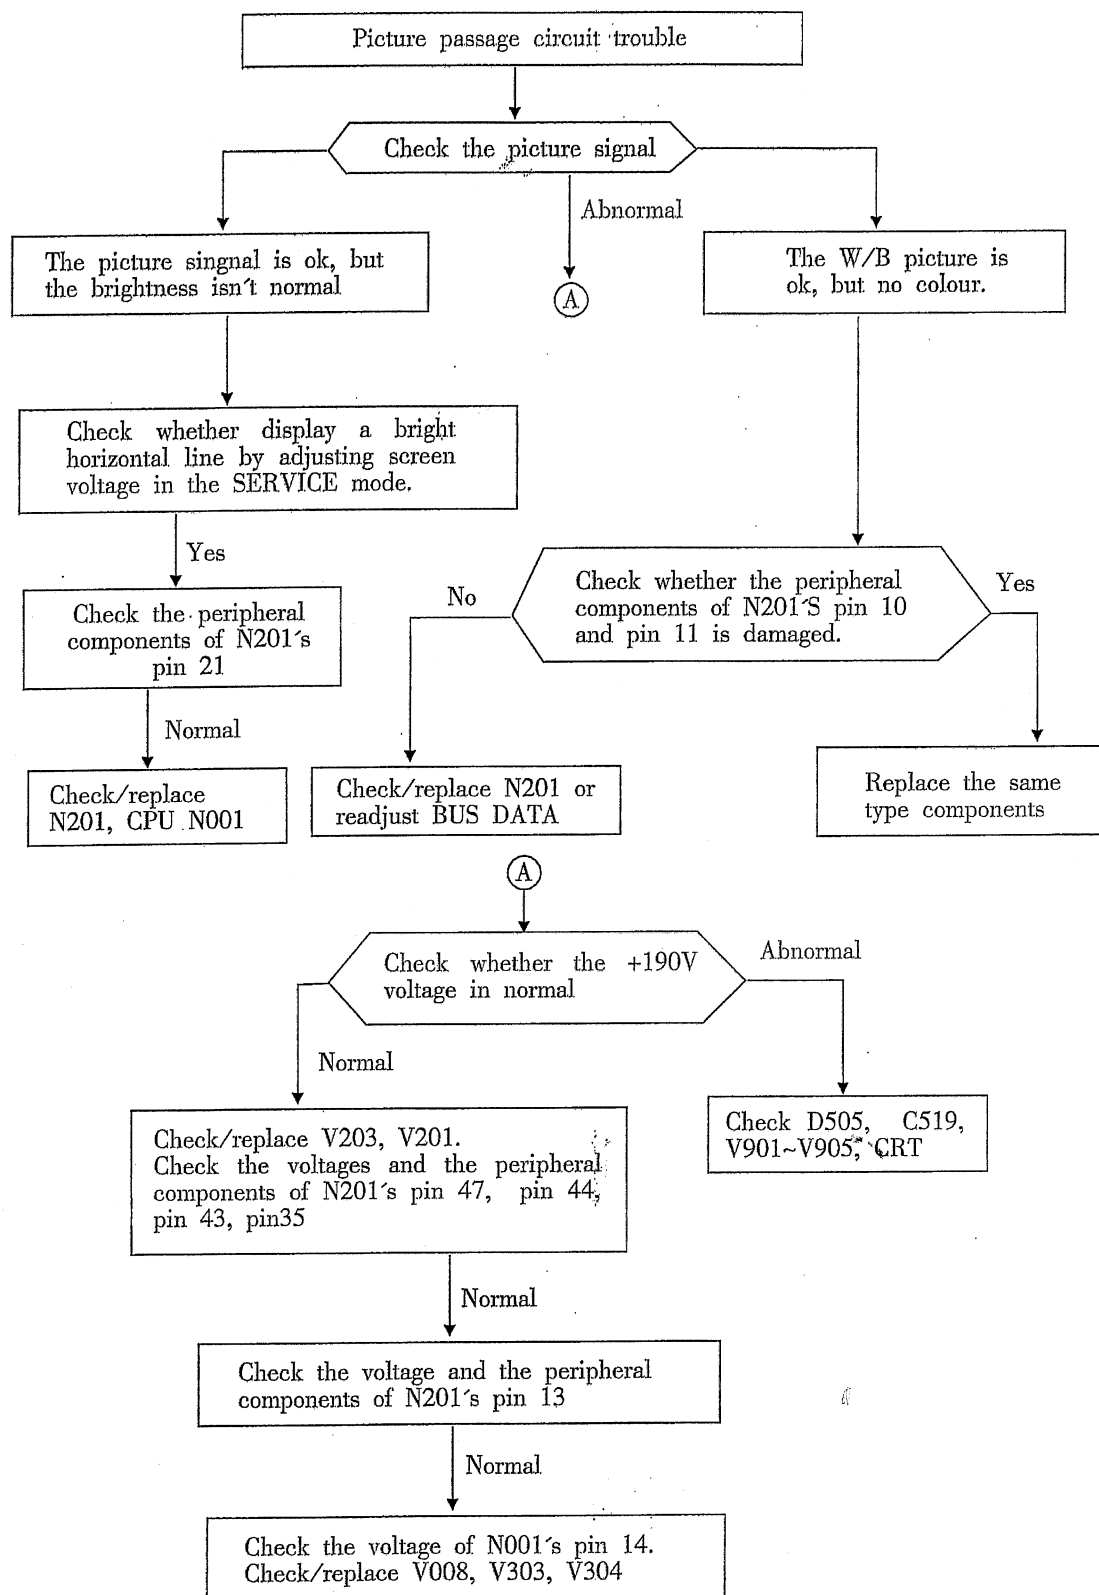 Picture passage circuit trouble
Check the picture signal
Abnormal
The picture singnal is ok, but
the brightness isn't normal
A
The W/B picture is
ok, but no colour.
Check whether display a bright
horizontal line by adjusting screen
voltage in the SERVICE mode.
Yes
Check the peripheral
components of N201's
pin 21
Normal
Check/replace
N201, CPU N001
No
Check whether the peripheral
components of N201'S pin 10
and pin 11 is damaged.
Yes
Check/replace N201 or
readjust BUS DATA
Replace the same
type components
A
Check whether the +190V
voltage in normal
Abnormal
Normal
Check D505, C519,
V901~V905, CRT
Check/replace V203, V201.
Check the voltages and the peripheral
components of N201's pin 47, pin 44,
pin 43, pin35
Normal
Check the voltage and the peripheral
components of N201's pin 13
Normal
Check the voltage of N001's pin 14.
Check/replace V008, V303, V304